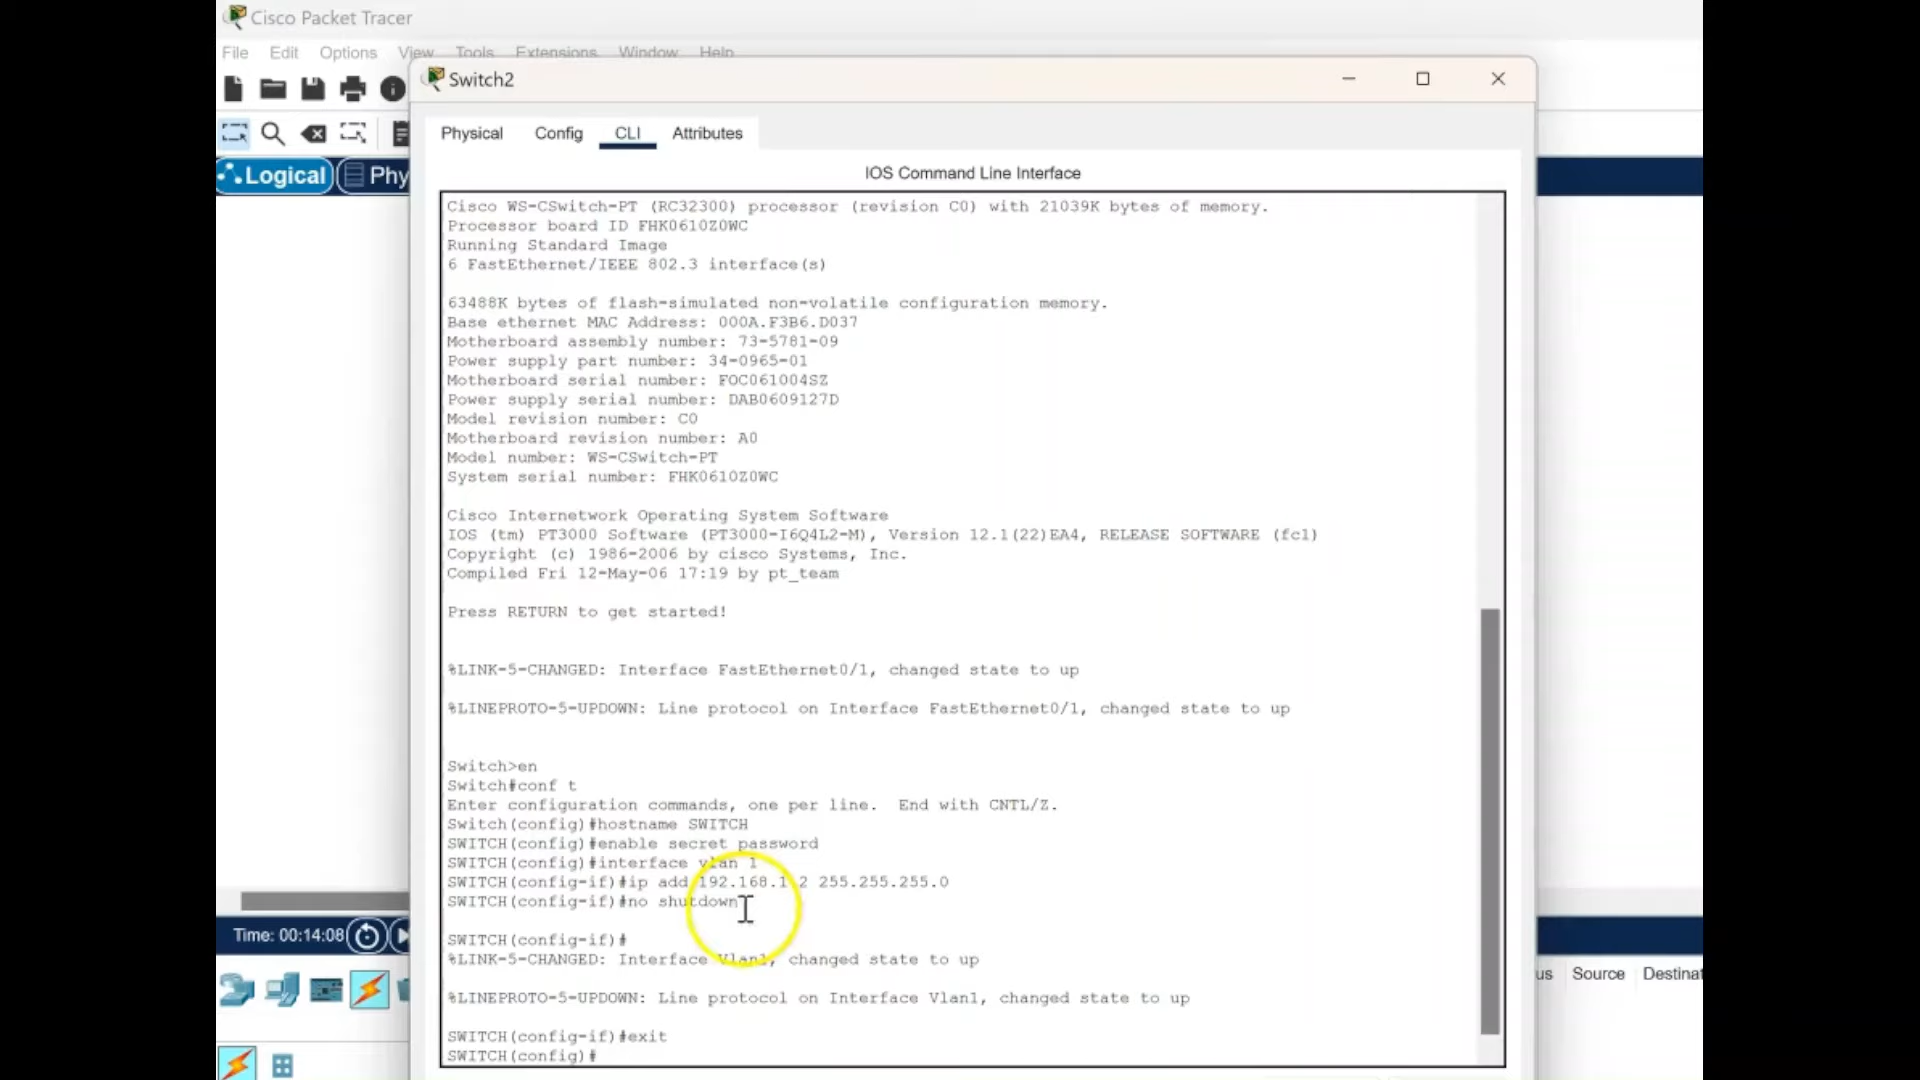 Cisco Packet Tracer
File Edit Options View Tools Extensions Window Help
Switch2
Physical Config CLI Attributes
Logical Phy
IOS Command Line Interface
Cisco WS-CSwitch-PT (RC32300) processor (revision C0) with 21039K bytes of memory.
Processor board ID FHK0610Z0WC
Running Standard Image
6 FastEthernet/IEEE 802.3 interface(s)
63488K bytes of flash-simulated non-volatile configuration memory.
Base ethernet MAC Address: 000A.F3B6.D037
Motherboard assembly number: 73-5781-09
Power supply part number: 34-0965-01
Motherboard serial number: FOC061004SZ
Power supply serial number: DAB0609127D
Model revision number: C0
Motherboard revision number: A0
Model number: WS-CSwitch-PT
System serial number: FHK0610Z0WC
Cisco Internetwork Operating System Software
IOS (tm) PT3000 Software (PT3000-I6Q4L2-M), Version 12.1(22)EA4, RELEASE SOFTWARE (fc1)
Copyright (c) 1986-2006 by cisco Systems, Inc.
Compiled Fri 12-May-06 17:19 by pt_team
Press RETURN to get started!
%LINK-5-CHANGED: Interface FastEthernet0/1, changed state to up
%LINEPROTO-5-UPDOWN: Line protocol on Interface FastEthernet0/1, changed state to up
Switch>en
Switch#conf t
Enter configuration commands, one per line. End with CNTL/Z.
Switch(config)#hostname SWITCH
SWITCH(config)#enable secret password
SWITCH(config)#interface vlan 1
SWITCH(config-if)#ip add 192.168.1.2 255.255.255.0
SWITCH(config-if)#no shutdown
SWITCH(config-if)#
%LINK-5-CHANGED: Interface Vlan1, changed state to up
%LINEPROTO-5-UPDOWN: Line protocol on Interface Vlan1, changed state to up
SWITCH(config-if)#exit
SWITCH(config)#
Time: 00:14:08
us Source Destinat